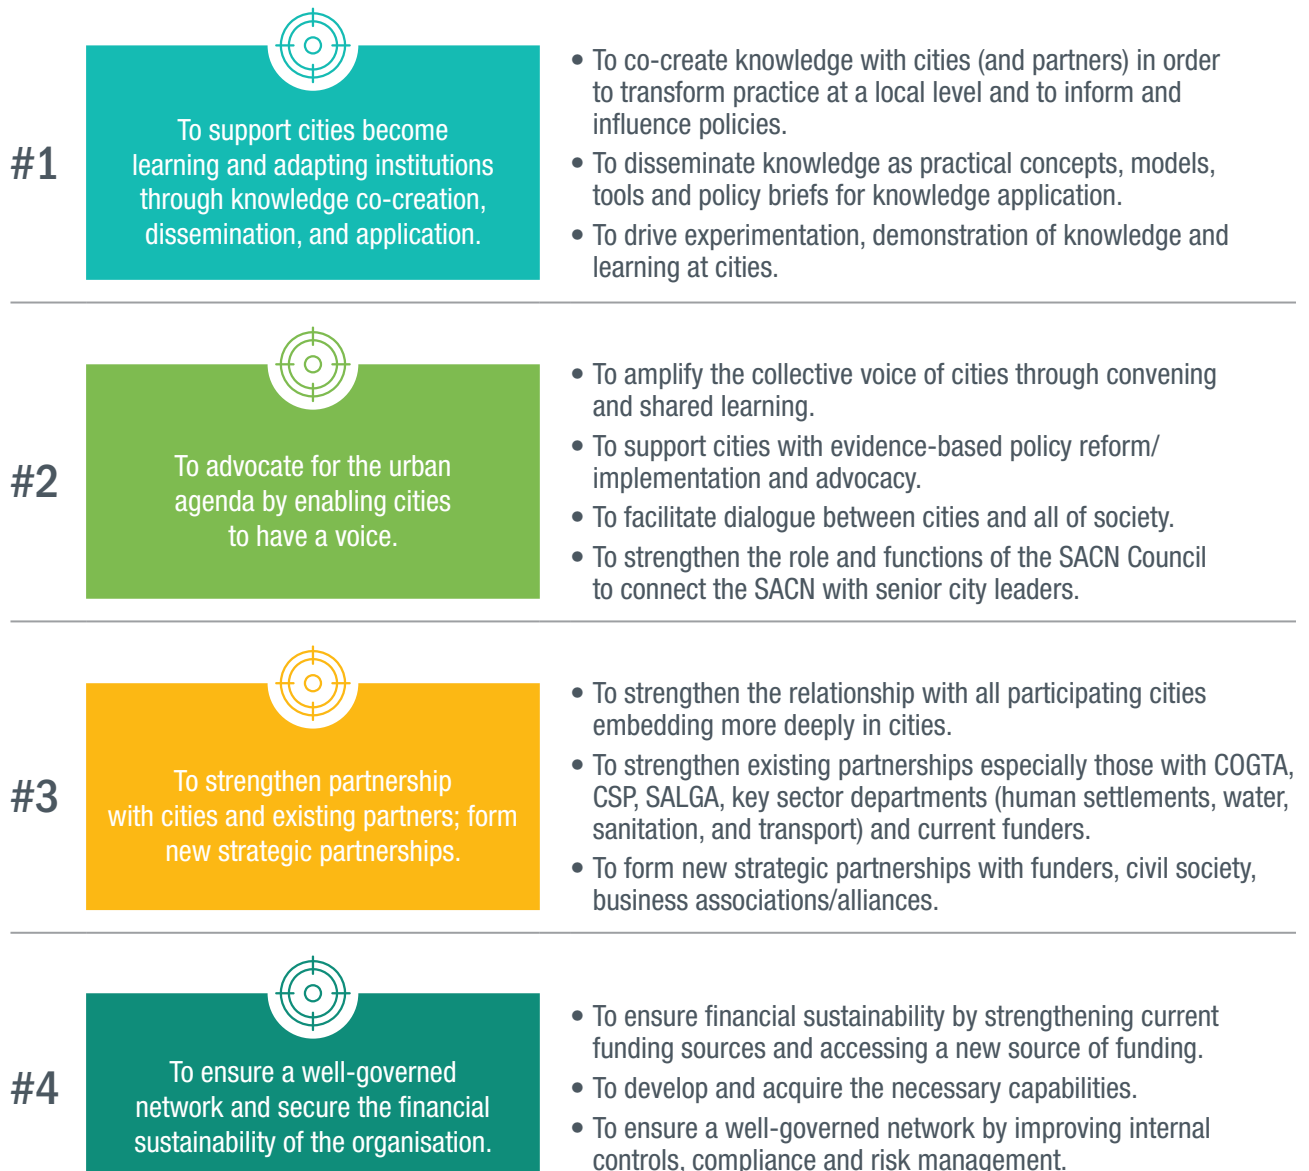 #1
To support cities become
learning and adapting institutions
through knowledge co-creation,
dissemination, and application.
• To co-create knowledge with cities (and partners) in order
to transform practice at a local level and to inform and
influence policies.
• To disseminate knowledge as practical concepts, models,
tools and policy briefs for knowledge application.
• To drive experimentation, demonstration of knowledge and
learning at cities.
#2
To advocate for the urban
agenda by enabling cities
to have a voice.
• To amplify the collective voice of cities through convening
and shared learning.
• To support cities with evidence-based policy reform/
implementation and advocacy.
• To facilitate dialogue between cities and all of society.
• To strengthen the role and functions of the SACN Council
to connect the SACN with senior city leaders.
#3
To strengthen partnership
with cities and existing partners; form
new strategic partnerships.
• To strengthen the relationship with all participating cities
embedding more deeply in cities.
• To strengthen existing partnerships especially those with COGTA,
CSP, SALGA, key sector departments (human settlements, water,
sanitation, and transport) and current funders.
• To form new strategic partnerships with funders, civil society,
business associations/alliances.
#4
To ensure a well-governed
network and secure the financial
sustainability of the organisation.
• To ensure financial sustainability by strengthening current
funding sources and accessing a new source of funding.
• To develop and acquire the necessary capabilities.
• To ensure a well-governed network by improving internal
controls, compliance and risk management.